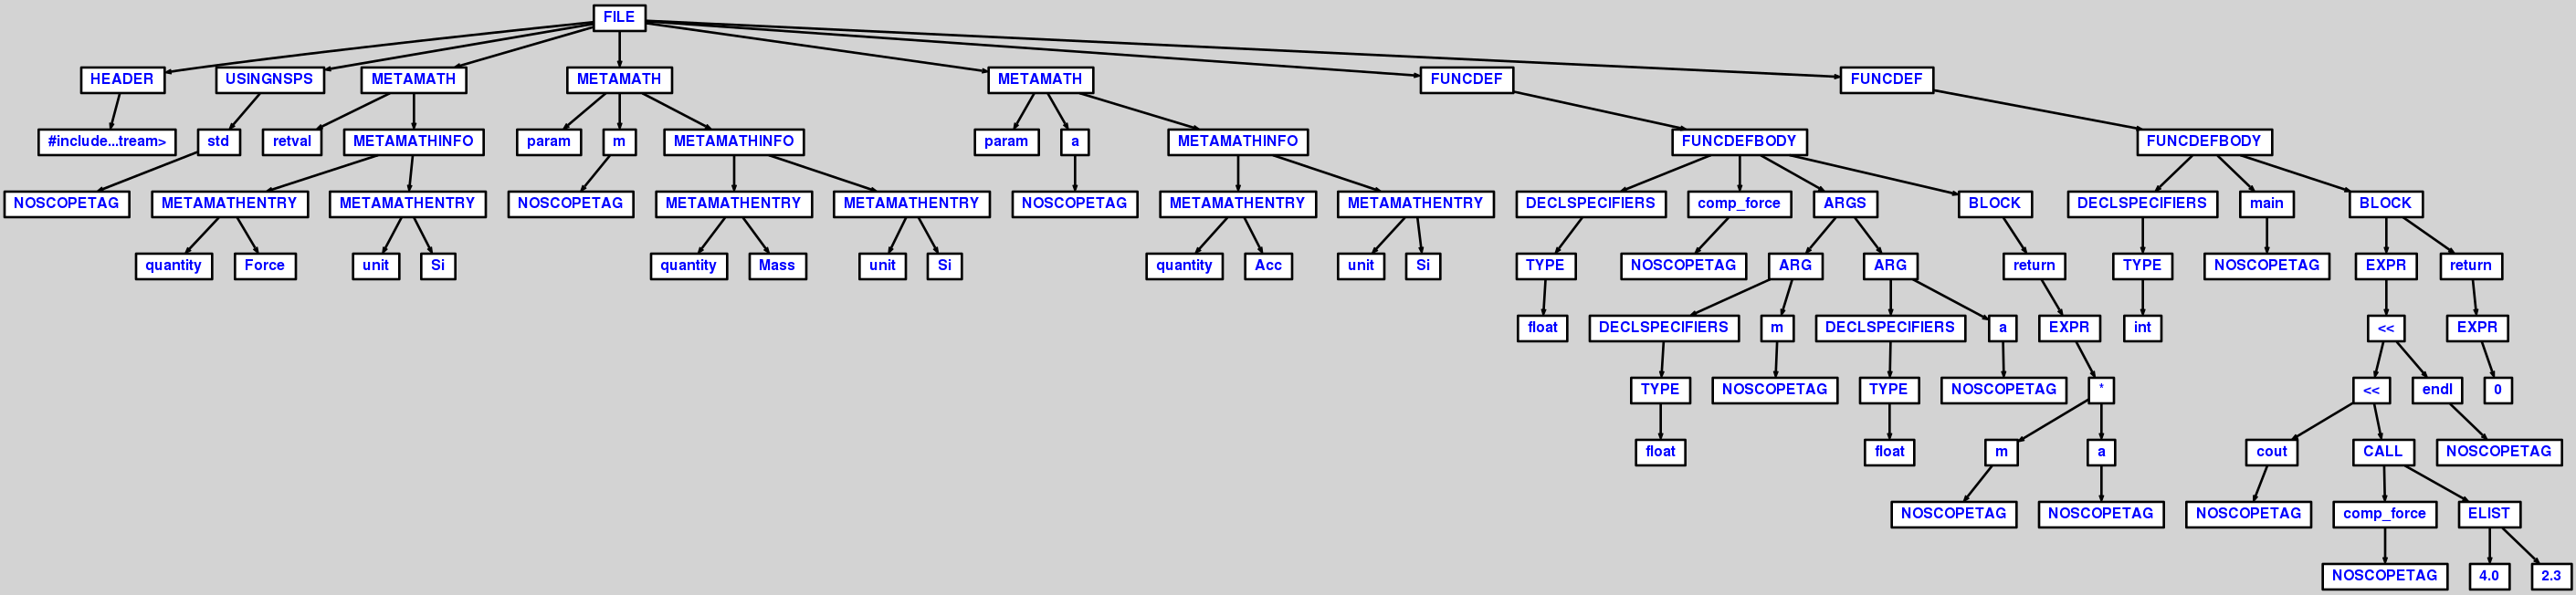 FILE
HEADER USINGNSPS METAMATH METAMATH METAMATH FUNCDEF FUNCDEF
#include...tream> std retval METAMATHINFO param m METAMATHINFO param a METAMATHINFO FUNCDEFBODY FUNCDEFBODY
NOSCOPETAG METAMATHENTRY METAMATHENTRY NOSCOPETAG METAMATHENTRY METAMATHENTRY NOSCOPETAG METAMATHENTRY METAMATHENTRY DECLSPECIFIERS comp_force ARGS BLOCK DECLSPECIFIERS main BLOCK
quantity Force unit Si quantity Mass unit Si quantity Acc unit Si TYPE NOSCOPETAG ARG ARG return TYPE NOSCOPETAG EXPR return
float DECLSPECIFIERS m DECLSPECIFIERS a EXPR int << EXPR
TYPE NOSCOPETAG TYPE NOSCOPETAG * << endl 0
float float m a cout CALL NOSCOPETAG
NOSCOPETAG NOSCOPETAG NOSCOPETAG comp_force ELIST
NOSCOPETAG 4.0 2.3